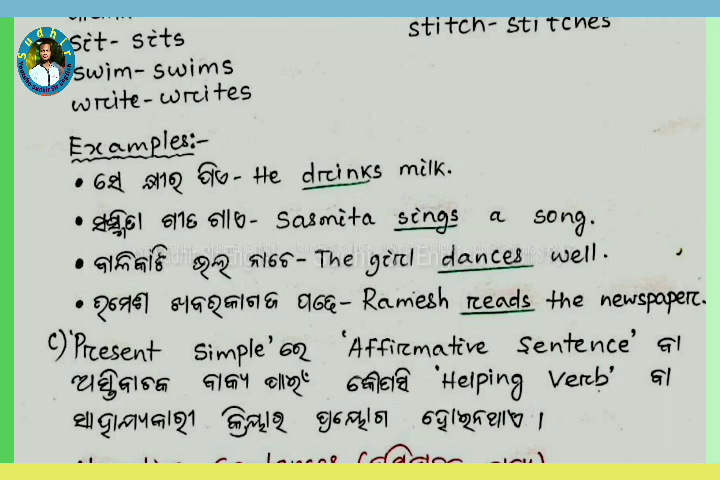 sit- sits
stitch- stitches
swim- swims
write- writes
Examples:-
• ସେ କ୍ଷୀର ପିଏ- He drinks milk.
• ସସ୍ମିତା ଗୀତ ଗାଏ- Sasmita sings a song.
• ବାଳିକାଟି ଭଲ ନାଚେ- The girl dances well.
• ରମେଶ ଖବରକାଗଜ ପଢେ- Ramesh reads the newspaper.
c) 'Present Simple' ରେ 'Affirmative Sentence' ବା
ଅସ୍ତିବାଚକ ବାକ୍ୟ ପାଇଁ କୌଣସି 'Helping Verb' ବା
ସାହାଯ୍ୟକାରୀ କ୍ରିୟାର ପ୍ରୟୋଗ ହୋଇନଥାଏ ।